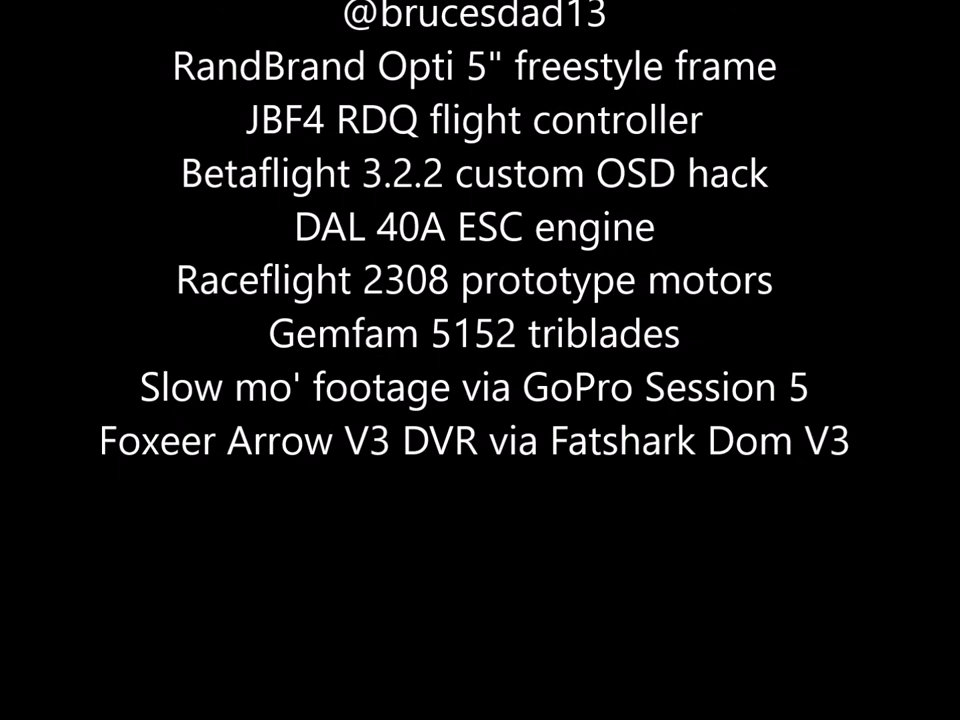 @brucesdad13
RandBrand Opti 5" freestyle frame
JBF4 RDQ flight controller
Betaflight 3.2.2 custom OSD hack
DAL 40A ESC engine
Raceflight 2308 prototype motors
Gemfam 5152 triblades
Slow mo' footage via GoPro Session 5
Foxeer Arrow V3 DVR via Fatshark Dom V3